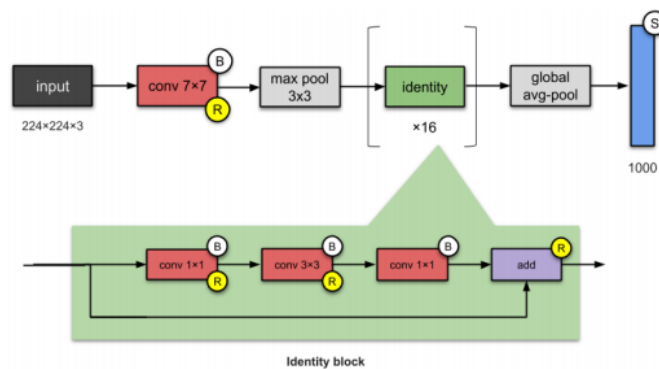 S
B
input
conv 7×7
max pool
3x3
identity
global
avg-pool
R
224×224×3
×16
1000
B
B
B
R
conv 1×1
conv 3×3
conv 1×1
add
R
R
Identity block